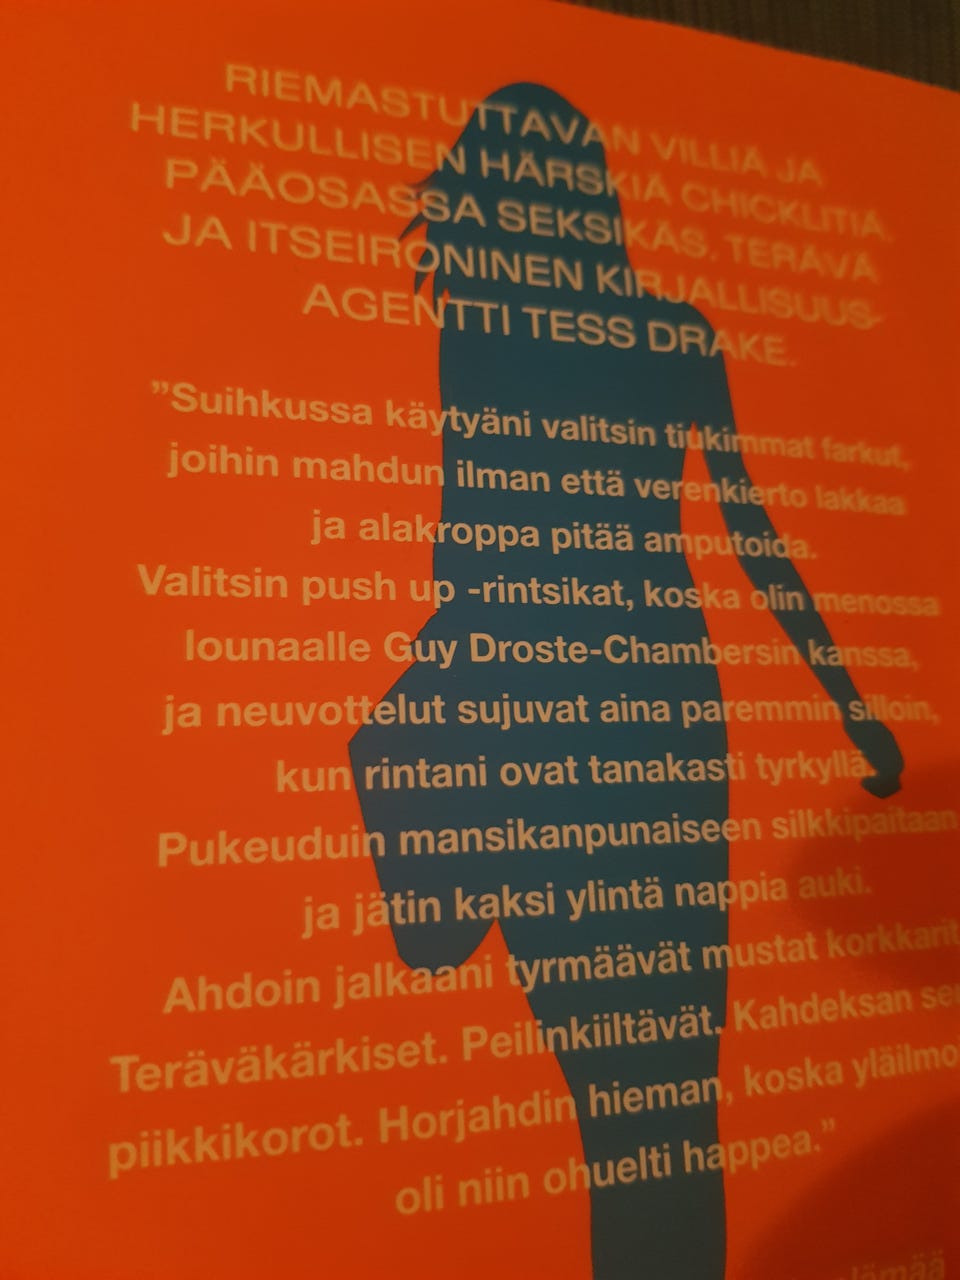 RIEMASTUTTAVAN VILLIÄ JA
HERKULLISEN HÄRSKIÄ CHICKLITIÄ.
PÄÄOSASSA SEKSIKÄS, TERÄVÄ
JA ITSEIRONINEN KIRJALLISUUS-
AGENTTI TESS DRAKE.
”Suihkussa käytyäni valitsin tiukimmat farkut,
joihin mahdun ilman että verenkierto lakkaa
ja alakroppa pitää amputoida.
Valitsin push up -rintsikat, koska olin menossa
lounaalle Guy Droste-Chambersin kanssa,
ja neuvottelut sujuvat aina paremmin silloin,
kun rintani ovat tanakasti tyrkyllä.
Pukeuduin mansikanpunaiseen silkkipaitaan
ja jätin kaksi ylintä nappia auki.
Ahdoin jalkaani tyrmäävät mustat korkkarit
Teräväkärkiset. Peilinkiiltävät. Kahdeksan
piikkikorot. Horjahdin hieman, koska
oli niin ohuelti happea.”